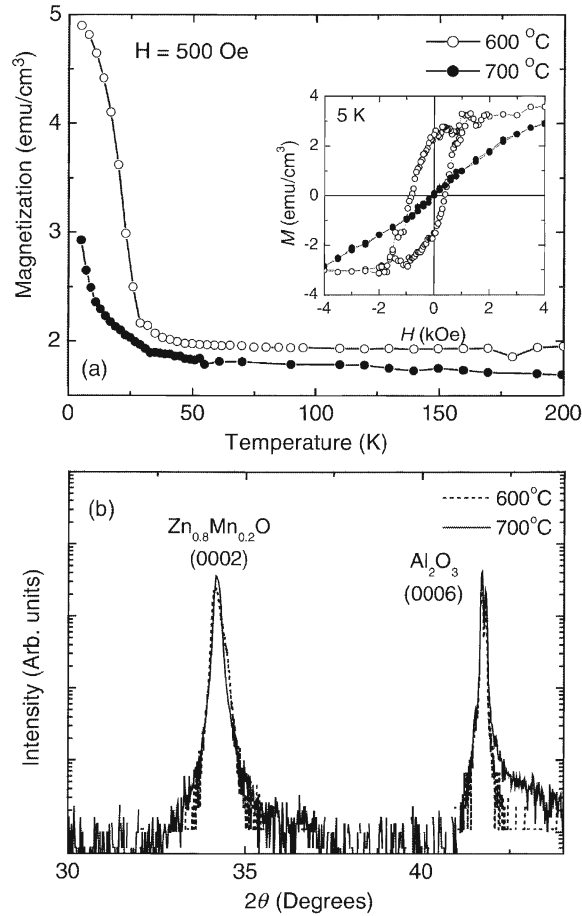 5
4
3
2
Magnetization (emu/cm³)
H = 500 Oe
600 °C
700 °C
4
2
0
-2
-4
M (emu/cm³)
5 K
-4 -2 0 2 4
H (kOe)
(a)
0 50 100 150 200
Temperature (K)
(b)
Zn₀.₈Mn₀.₂O
(0002)
Al₂O₃
(0006)
600°C
700°C
Intensity (Arb. units)
30 35 40
2θ (Degrees)